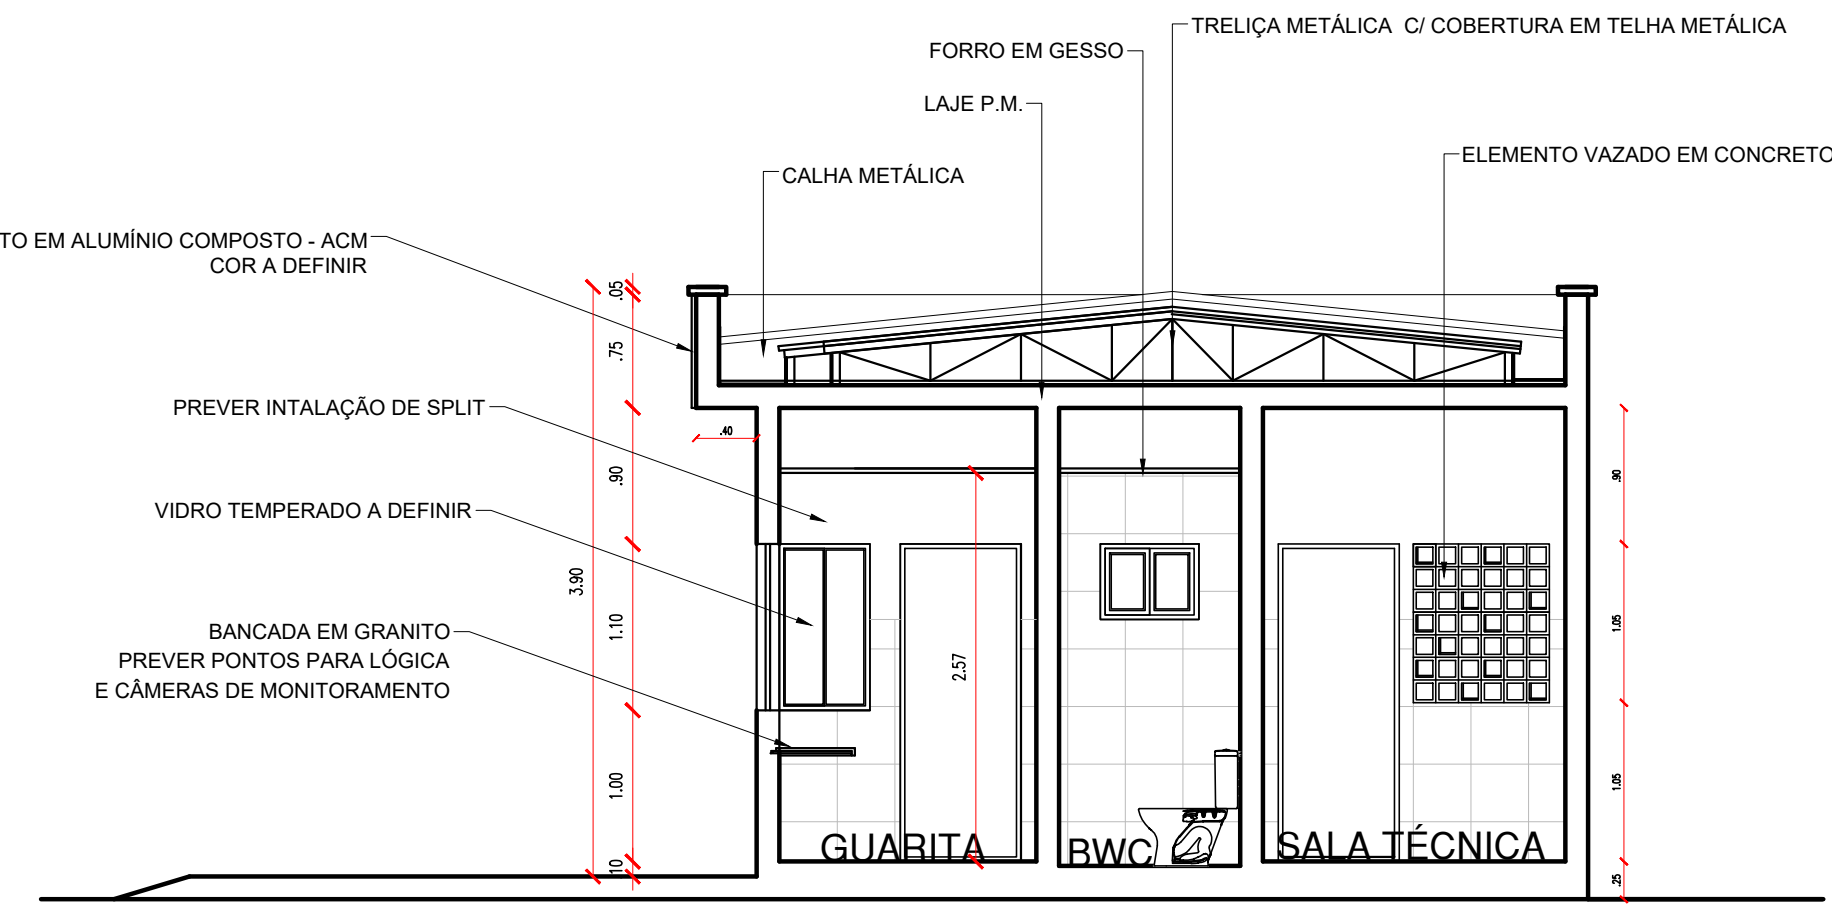 TRELIÇA METÁLICA C/ COBERTURA EM TELHA METÁLICA
FORRO EM GESSO
LAJE P.M.
ELEMENTO VAZADO EM CONCRETO
CALHA METÁLICA
TO EM ALUMÍNIO COMPOSTO - ACM
COR A DEFINIR
.05
.75
PREVER INTALAÇÃO DE SPLIT
.40
.90
.90
VIDRO TEMPERADO A DEFINIR
3.90
1.10
1.05
BANCADA EM GRANITO
PREVER PONTOS PARA LÓGICA
E CÂMERAS DE MONITORAMENTO
2.57
1.00
1.05
GUARITA
BWC
SALA TÉCNICA
.10
.25